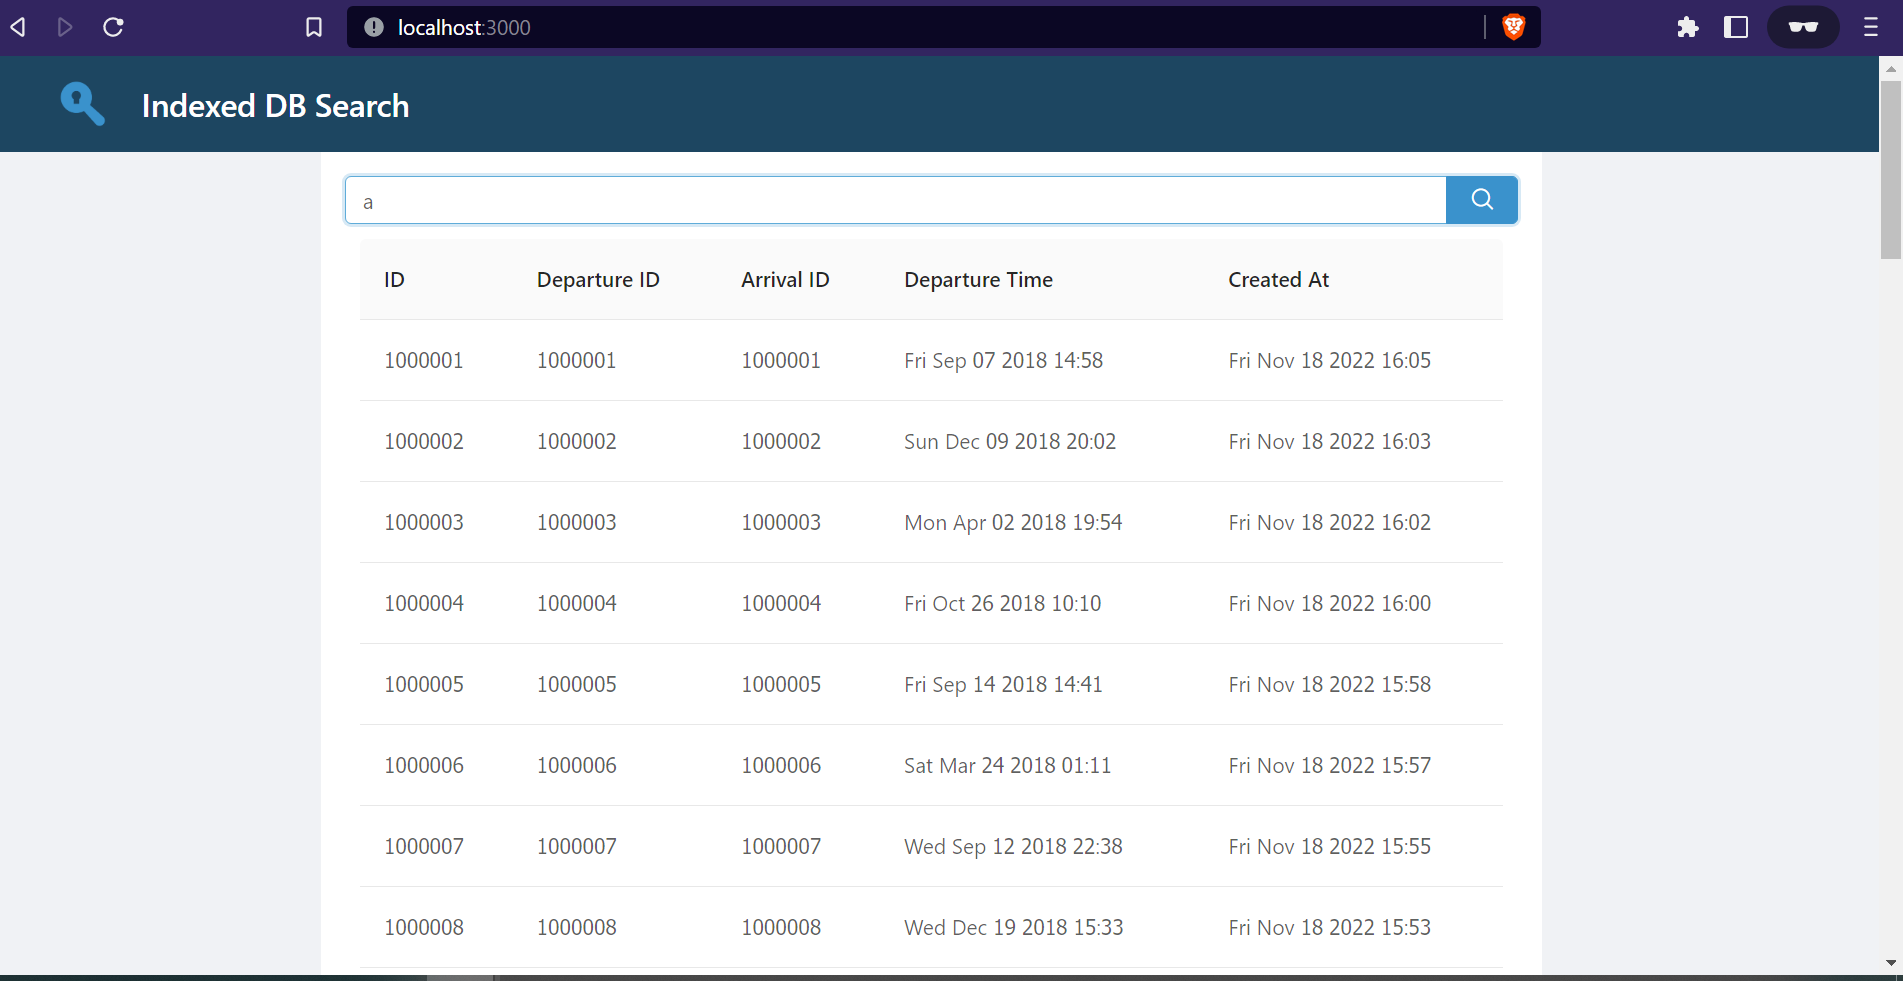 localhost:3000
Indexed DB Search
a
ID Departure ID Arrival ID Departure Time Created At
1000001 1000001 1000001 Fri Sep 07 2018 14:58 Fri Nov 18 2022 16:05
1000002 1000002 1000002 Sun Dec 09 2018 20:02 Fri Nov 18 2022 16:03
1000003 1000003 1000003 Mon Apr 02 2018 19:54 Fri Nov 18 2022 16:02
1000004 1000004 1000004 Fri Oct 26 2018 10:10 Fri Nov 18 2022 16:00
1000005 1000005 1000005 Fri Sep 14 2018 14:41 Fri Nov 18 2022 15:58
1000006 1000006 1000006 Sat Mar 24 2018 01:11 Fri Nov 18 2022 15:57
1000007 1000007 1000007 Wed Sep 12 2018 22:38 Fri Nov 18 2022 15:55
1000008 1000008 1000008 Wed Dec 19 2018 15:33 Fri Nov 18 2022 15:53